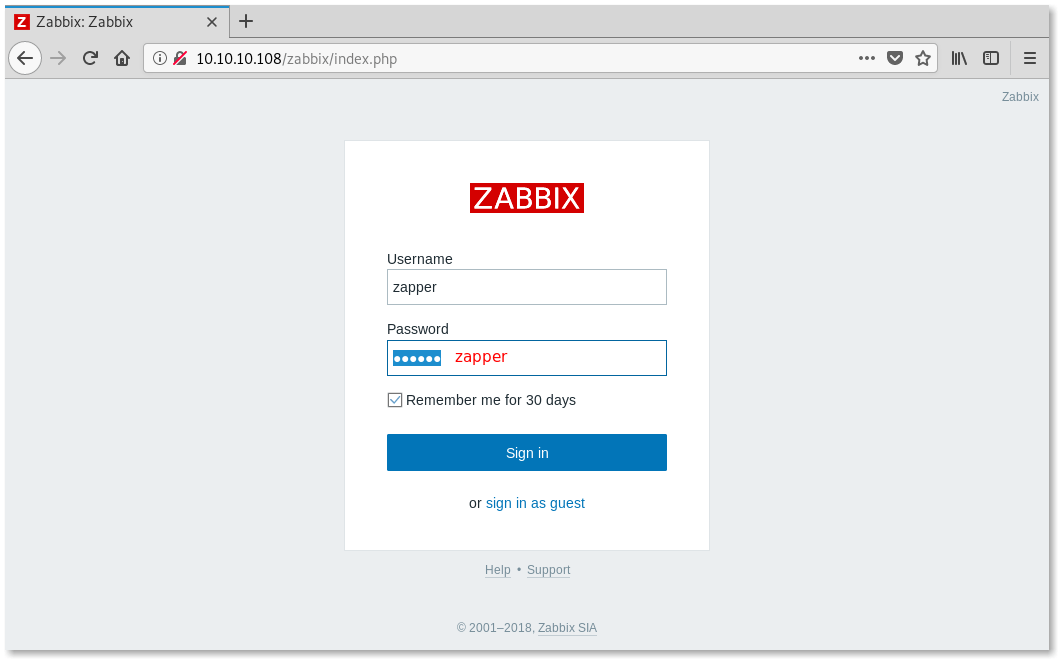 Z Zabbix: Zabbix
10.10.10.108/zabbix/index.php
Zabbix
ZABBIX
Username
zapper
Password
•••••• zapper
Remember me for 30 days
Sign in
or sign in as guest
Help • Support
© 2001–2018, Zabbix SIA